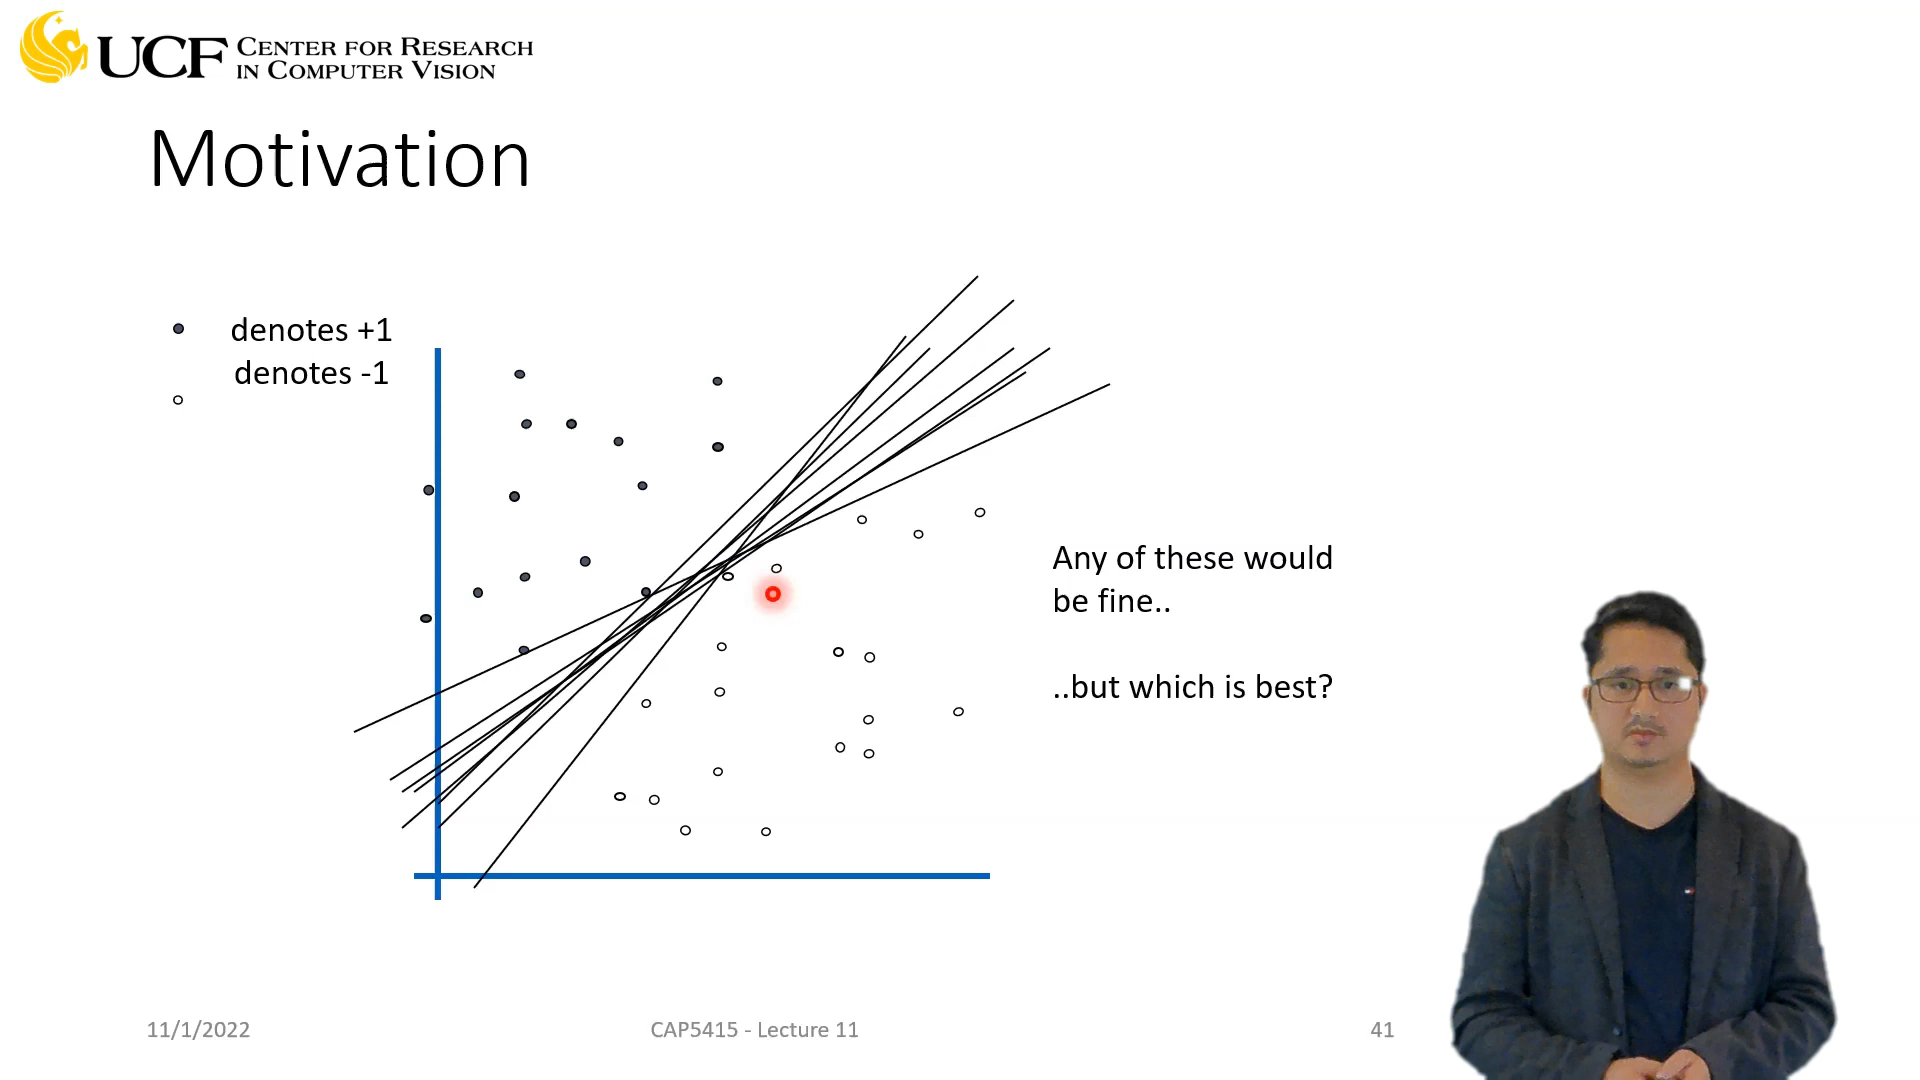 UCF CENTER FOR RESEARCH
IN COMPUTER VISION
Motivation
denotes +1
denotes -1
Any of these would
be fine..
..but which is best?
11/1/2022
CAP5415 - Lecture 11
41